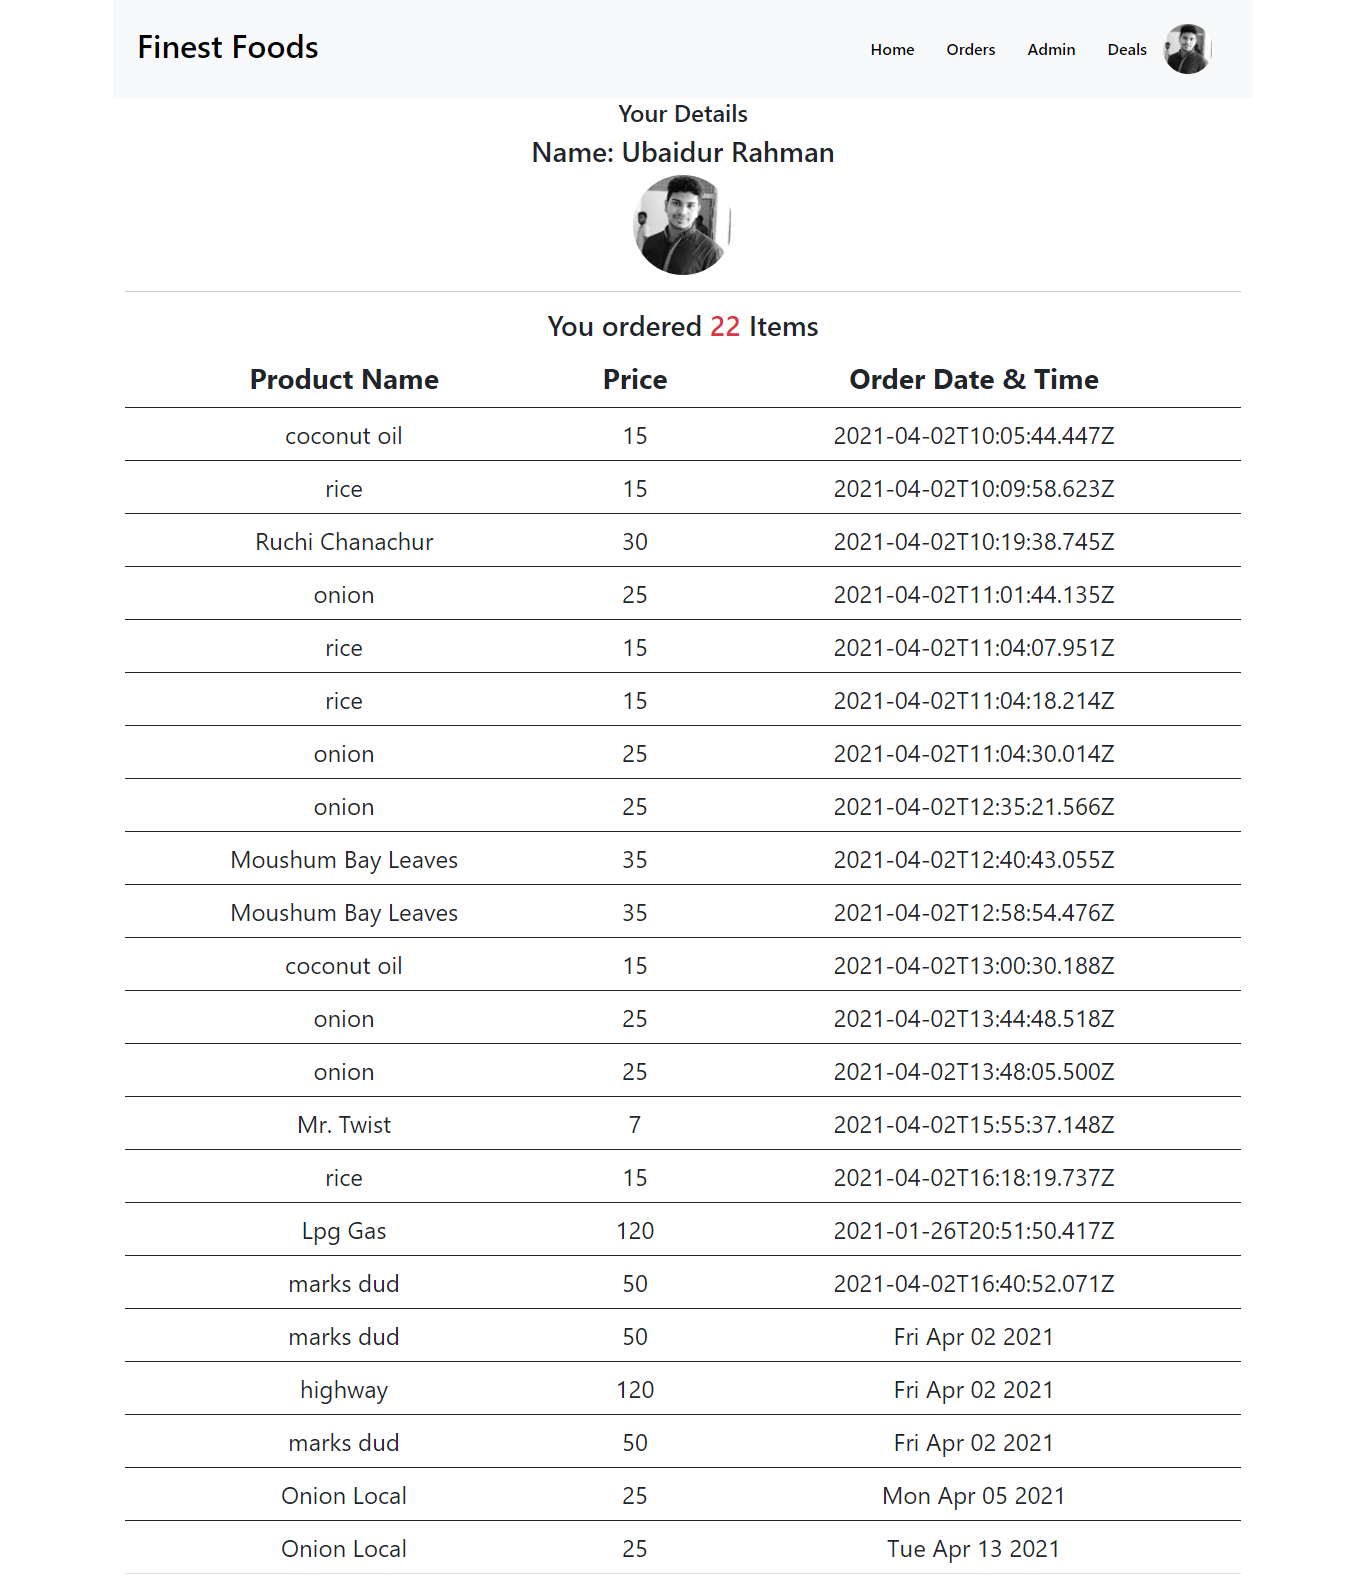 Finest Foods
Home Orders Admin Deals
Your Details
Name: Ubaidur Rahman
You ordered 22 Items
Product Name Price Order Date & Time
coconut oil 15 2021-04-02T10:05:44.447Z
rice 15 2021-04-02T10:09:58.623Z
Ruchi Chanachur 30 2021-04-02T10:19:38.745Z
onion 25 2021-04-02T11:01:44.135Z
rice 15 2021-04-02T11:04:07.951Z
rice 15 2021-04-02T11:04:18.214Z
onion 25 2021-04-02T11:04:30.014Z
onion 25 2021-04-02T12:35:21.566Z
Moushum Bay Leaves 35 2021-04-02T12:40:43.055Z
Moushum Bay Leaves 35 2021-04-02T12:58:54.476Z
coconut oil 15 2021-04-02T13:00:30.188Z
onion 25 2021-04-02T13:44:48.518Z
onion 25 2021-04-02T13:48:05.500Z
Mr. Twist 7 2021-04-02T15:55:37.148Z
rice 15 2021-04-02T16:18:19.737Z
Lpg Gas 120 2021-01-26T20:51:50.417Z
marks dud 50 2021-04-02T16:40:52.071Z
marks dud 50 Fri Apr 02 2021
highway 120 Fri Apr 02 2021
marks dud 50 Fri Apr 02 2021
Onion Local 25 Mon Apr 05 2021
Onion Local 25 Tue Apr 13 2021